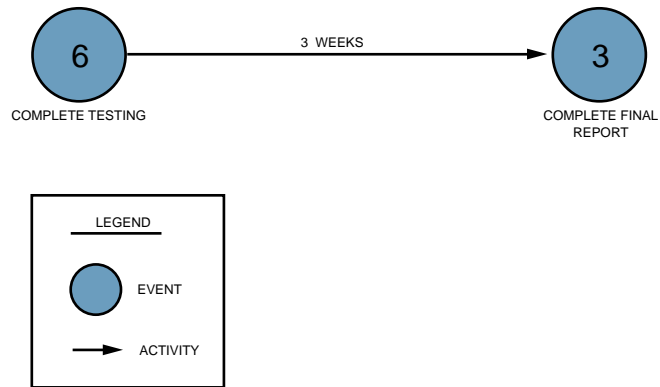 6
3 WEEKS
3
COMPLETE TESTING
COMPLETE FINAL
REPORT
LEGEND
EVENT
ACTIVITY